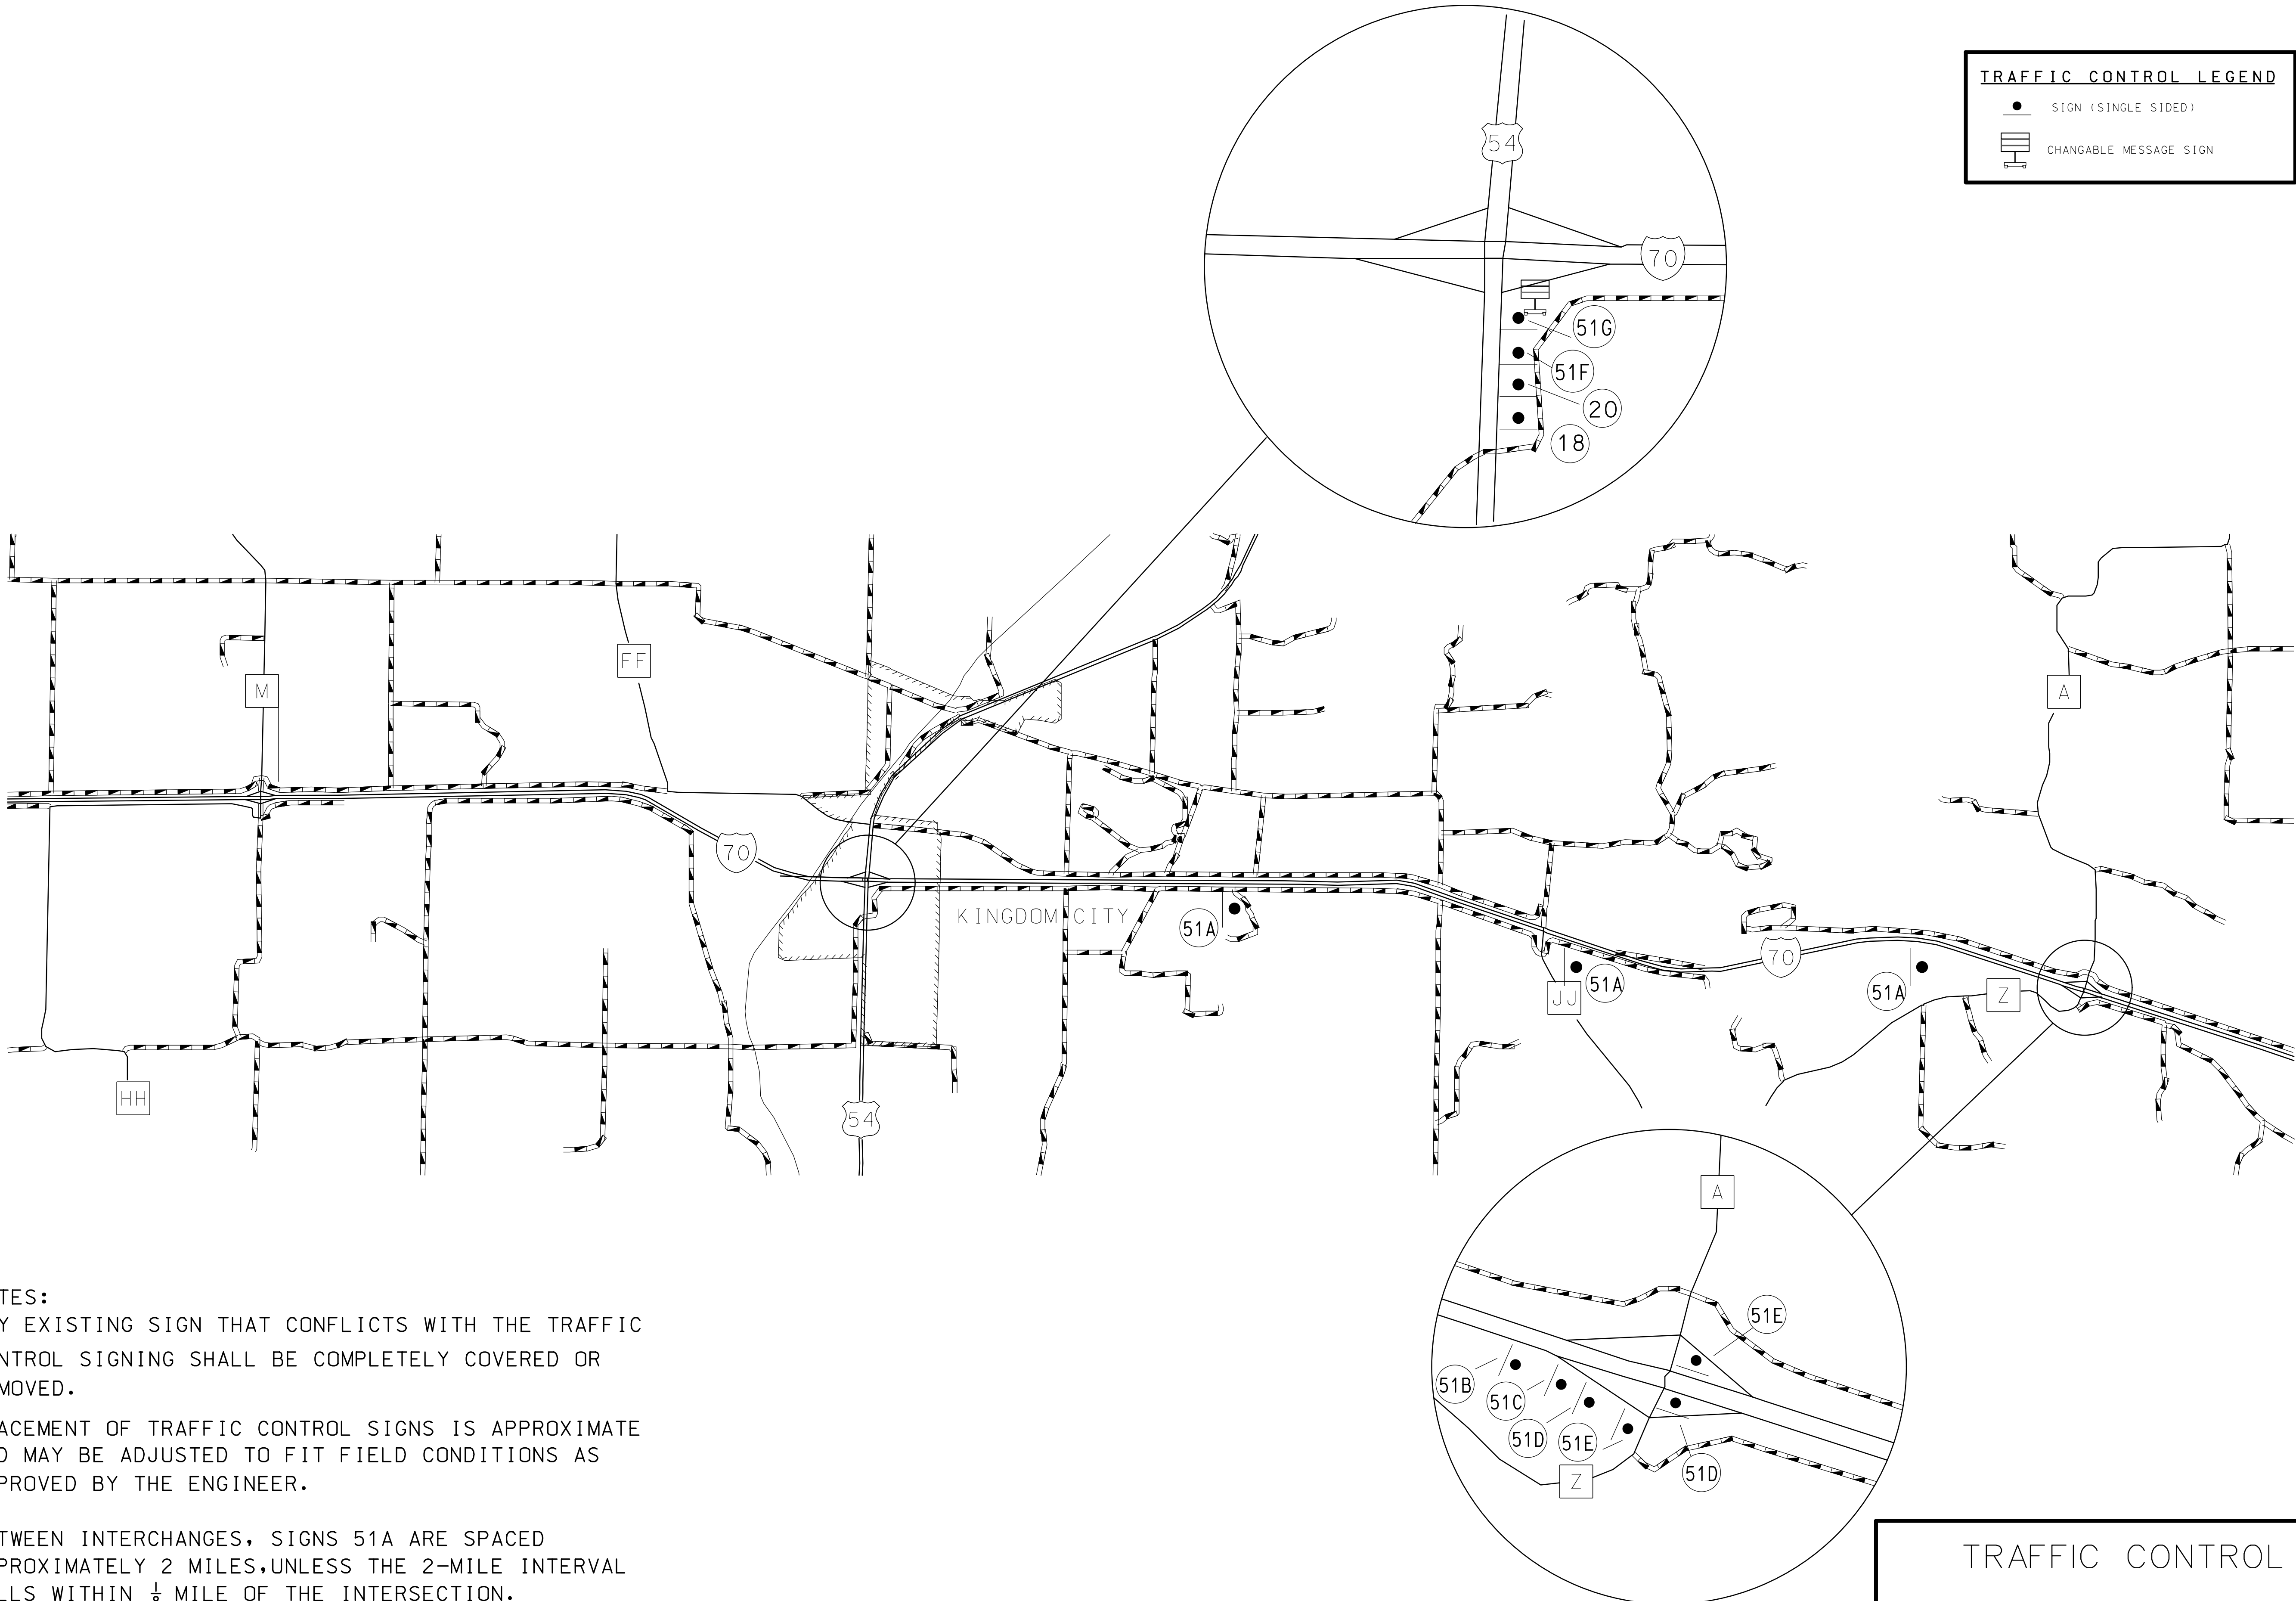 TRAFFIC CONTROL LEGEND
SIGN (SINGLE SIDED)
CHANGABLE MESSAGE SIGN
54
70
51G
51F
20
18
FF
M
A
70
KINGDOM CITY
51A
70
51A
JJ
51A
Z
HH
54
A
51E
51B
51C
51D
51E
51D
Z
TES:
Y EXISTING SIGN THAT CONFLICTS WITH THE TRAFFIC
NTROL SIGNING SHALL BE COMPLETELY COVERED OR
MOVED.
ACEMENT OF TRAFFIC CONTROL SIGNS IS APPROXIMATE
D MAY BE ADJUSTED TO FIT FIELD CONDITIONS AS
PROVED BY THE ENGINEER.
TWEEN INTERCHANGES, SIGNS 51A ARE SPACED
PROXIMATELY 2 MILES,UNLESS THE 2-MILE INTERVAL
LLS WITHIN MILE OF THE INTERSECTION.
TRAFFIC CONTROL